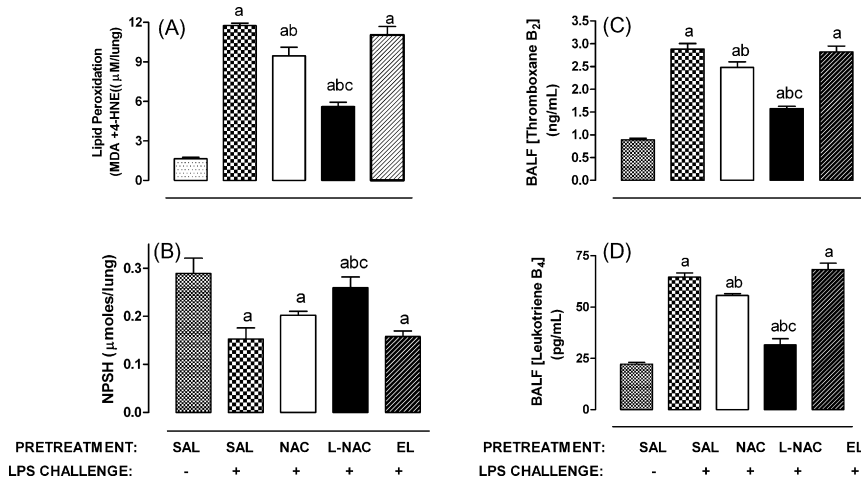 (A)
Lipid Peroxidation
(MDA +4-HNE(( μM/lung)
12
9
6
3
0
a
ab
abc
a
(C)
BALF [Thromboxane B2]
(ng/mL)
3.5
3.0
2.5
2.0
1.5
1.0
0.5
0.0
a
ab
abc
a
(B)
NPSH (μmoles/lung)
0.3
0.2
0.1
0.0
a
a
abc
a
(D)
BALF [Leukotriene B4]
(pg/mL)
75
50
25
0
a
ab
abc
a
PRETREATMENT: SAL SAL NAC L-NAC EL
LPS CHALLENGE: - + + + +
PRETREATMENT: SAL SAL NAC L-NAC EL
LPS CHALLENGE: - + + + +